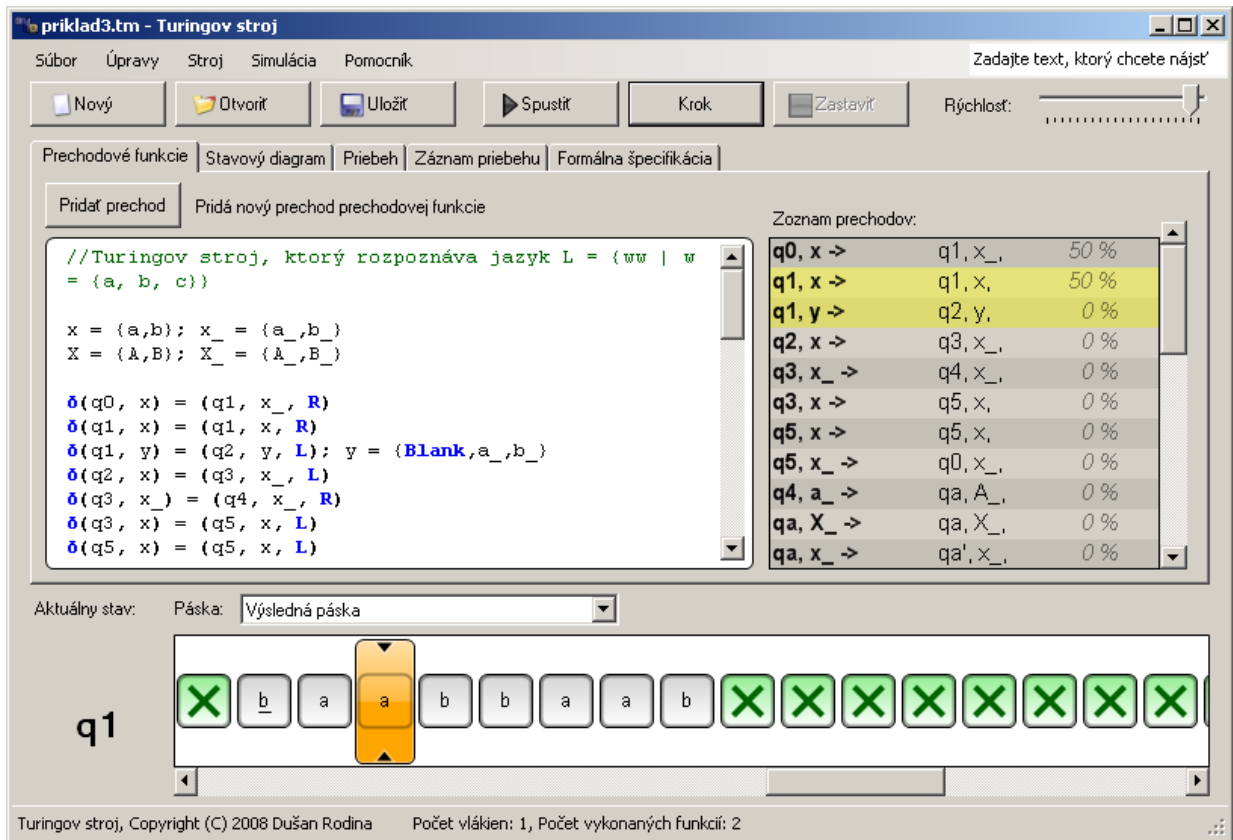 priklad3.tm - Turingov stroj
Súbor Úpravy Stroj Simulácia Pomocník Zadajte text, ktorý chcete nájsť
Nový Otvoriť Uložiť Spustiť Krok Zastaviť Rýchlosť:
Prechodové funkcie Stavový diagram Priebeh Záznam priebehu Formálna špecifikácia
Pridať prechod Pridá nový prechod prechodovej funkcie
//Turingov stroj, ktorý rozpoznáva jazyk L = {ww | w
= {a, b, c}}
x = {a,b}; x_ = {a_,b_}
X = {A,B}; X_ = {A_,B_}
δ(q0, x) = (q1, x_, R)
δ(q1, x) = (q1, x, R)
δ(q1, y) = (q2, y, L); y = {Blank,a_,b_}
δ(q2, x) = (q3, x_, L)
δ(q3, x_) = (q4, x_, R)
δ(q3, x) = (q5, x, L)
δ(q5, x) = (q5, x, L)
Zoznam prechodov:
q0, x -> q1, x_, 50 %
q1, x -> q1, x, 50 %
q1, y -> q2, y, 0 %
q2, x -> q3, x_, 0 %
q3, x_ -> q4, x_, 0 %
q3, x -> q5, x, 0 %
q5, x -> q5, x, 0 %
q5, x_ -> q0, x_, 0 %
q4, a_ -> qa, A_, 0 %
qa, X_ -> qa, X_, 0 %
qa, x_ -> qa', x_, 0 %
Aktuálny stav: Páska: Výsledná páska
q1
b a a b b a a b
Turingov stroj, Copyright (C) 2008 Dušan Rodina Počet vlákien: 1, Počet vykonaných funkcií: 2